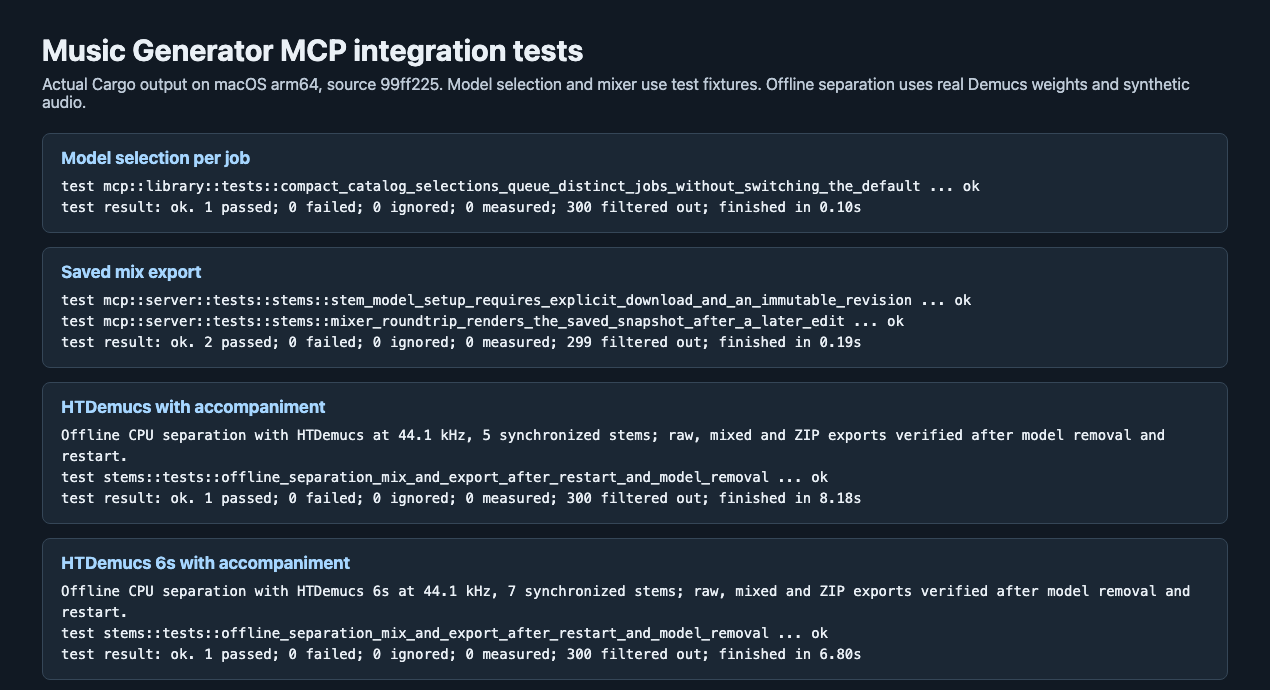 Music Generator MCP integration tests
Actual Cargo output on macOS arm64, source 99ff225. Model selection and mixer use test fixtures. Offline separation uses real Demucs weights and synthetic
audio.
Model selection per job
test mcp::library::tests::compact_catalog_selections_queue_distinct_jobs_without_switching_the_default ... ok
test result: ok. 1 passed; 0 failed; 0 ignored; 0 measured; 300 filtered out; finished in 0.10s
Saved mix export
test mcp::server::tests::stems::stem_model_setup_requires_explicit_download_and_an_immutable_revision ... ok
test mcp::server::tests::stems::mixer_roundtrip_renders_the_saved_snapshot_after_a_later_edit ... ok
test result: ok. 2 passed; 0 failed; 0 ignored; 0 measured; 299 filtered out; finished in 0.19s
HTDemucs with accompaniment
Offline CPU separation with HTDemucs at 44.1 kHz, 5 synchronized stems; raw, mixed and ZIP exports verified after model removal and
restart.
test stems::tests::offline_separation_mix_and_export_after_restart_and_model_removal ... ok
test result: ok. 1 passed; 0 failed; 0 ignored; 0 measured; 300 filtered out; finished in 8.18s
HTDemucs 6s with accompaniment
Offline CPU separation with HTDemucs 6s at 44.1 kHz, 7 synchronized stems; raw, mixed and ZIP exports verified after model removal and
restart.
test stems::tests::offline_separation_mix_and_export_after_restart_and_model_removal ... ok
test result: ok. 1 passed; 0 failed; 0 ignored; 0 measured; 300 filtered out; finished in 6.80s